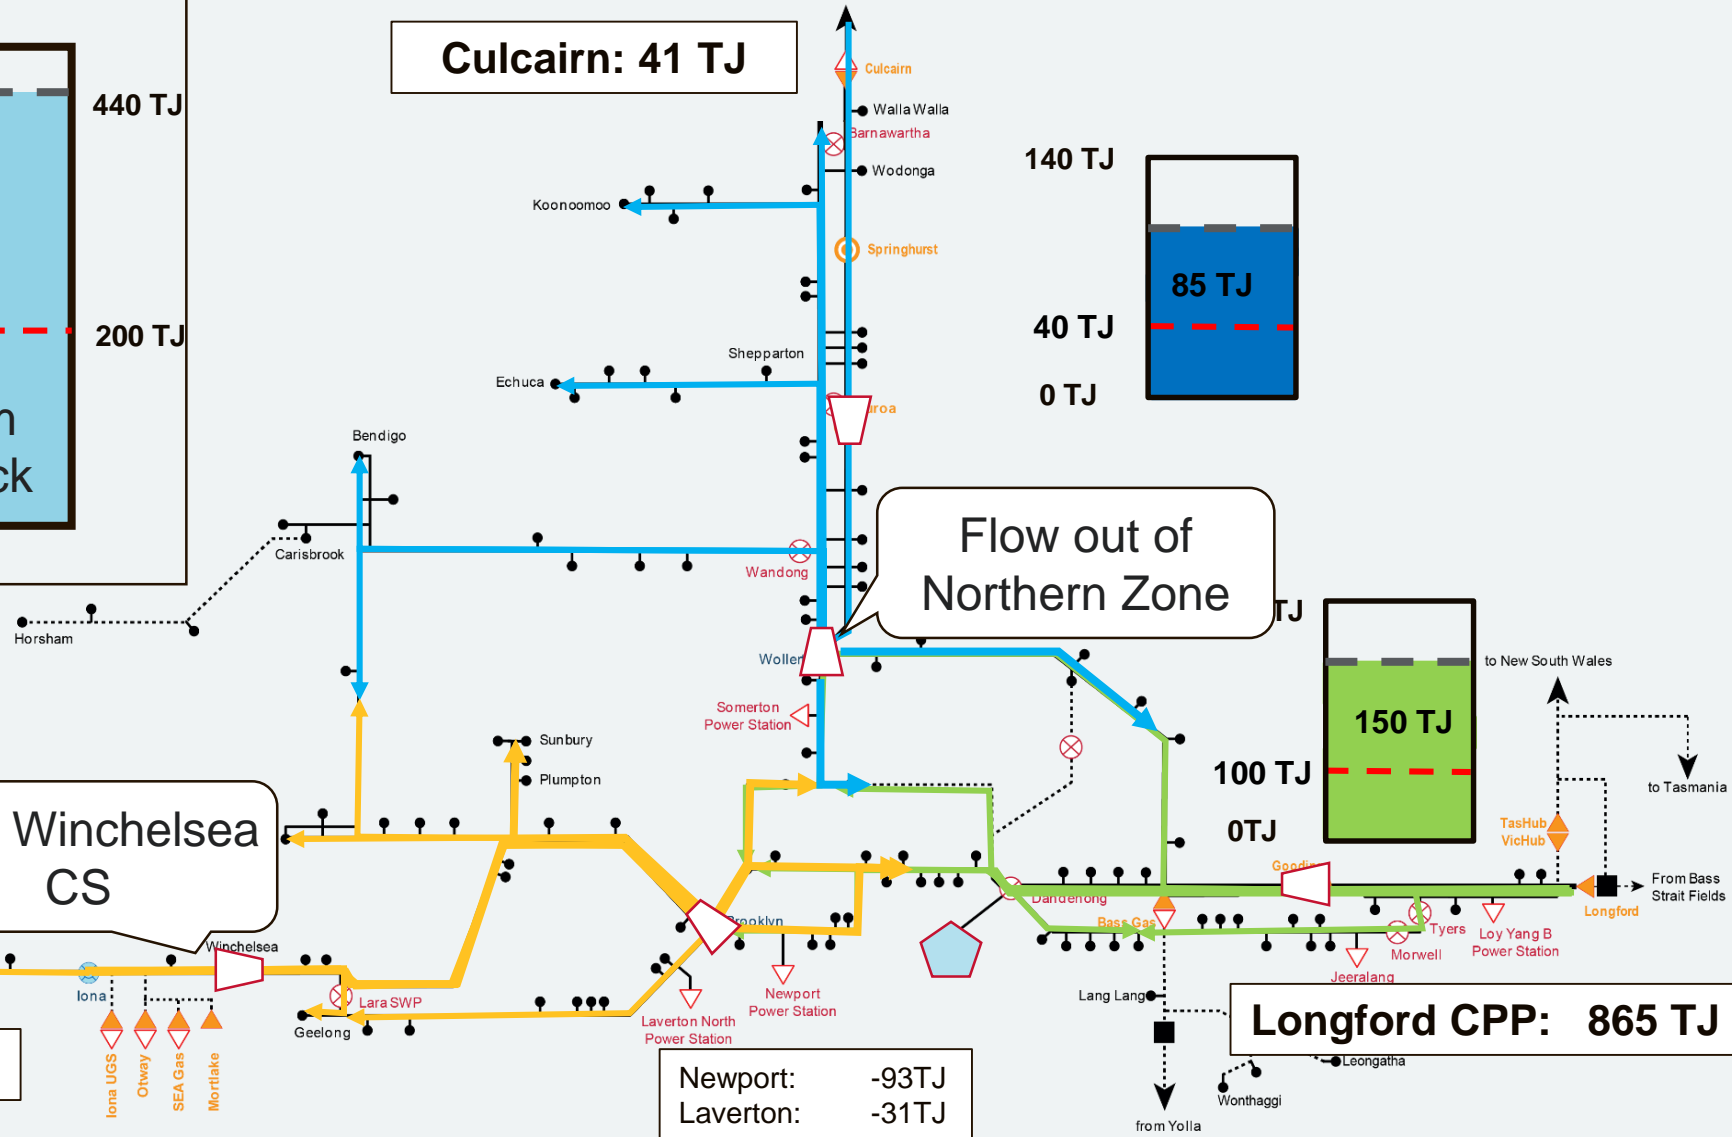 Culcairn: 41 TJ
440 TJ
200 TJ
Culcairn
Walla Walla
Barnawartha
Wodonga
Koonoomoo
Springhurst
140 TJ
85 TJ
40 TJ
0 TJ
Shepparton
Echuca
Bendigo
Carisbrook
Wandong
Horsham
Flow out of
Northern Zone
TJ
to New South Wales
Somerton
Power Station
150 TJ
100 TJ
0TJ
to Tasmania
Sunbury
Plumpton
Winchelsea
CS
TasHub
VicHub
From Bass
Strait Fields
Longford
Dandenong
Bass Gas
Brooklyn
Tyers
Morwell
Loy Yang B
Power Station
Jeeralang
Winchelsea
Iona
Lara SWP
Geelong
Newport
Power Station
Laverton North
Power Station
Lang Lang
Longford CPP: 865 TJ
Iona UGS
Otway
SEA Gas
Mortlake
Leongatha
Wonthaggi
from Yolla
Newport: -93TJ
Laverton: -31TJ